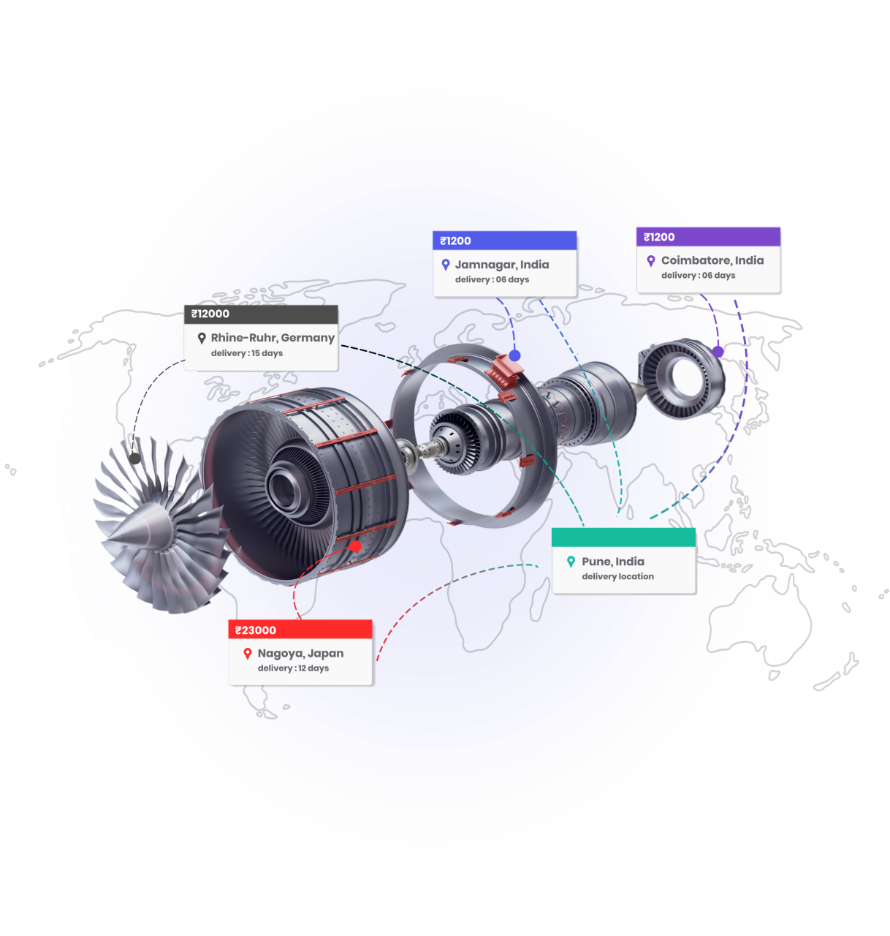 ₹1200
Jamnagar, India
delivery : 06 days
₹1200
Coimbatore, India
delivery : 06 days
₹12000
Rhine-Ruhr, Germany
delivery : 15 days
Pune, India
delivery location
₹23000
Nagoya, Japan
delivery : 12 days